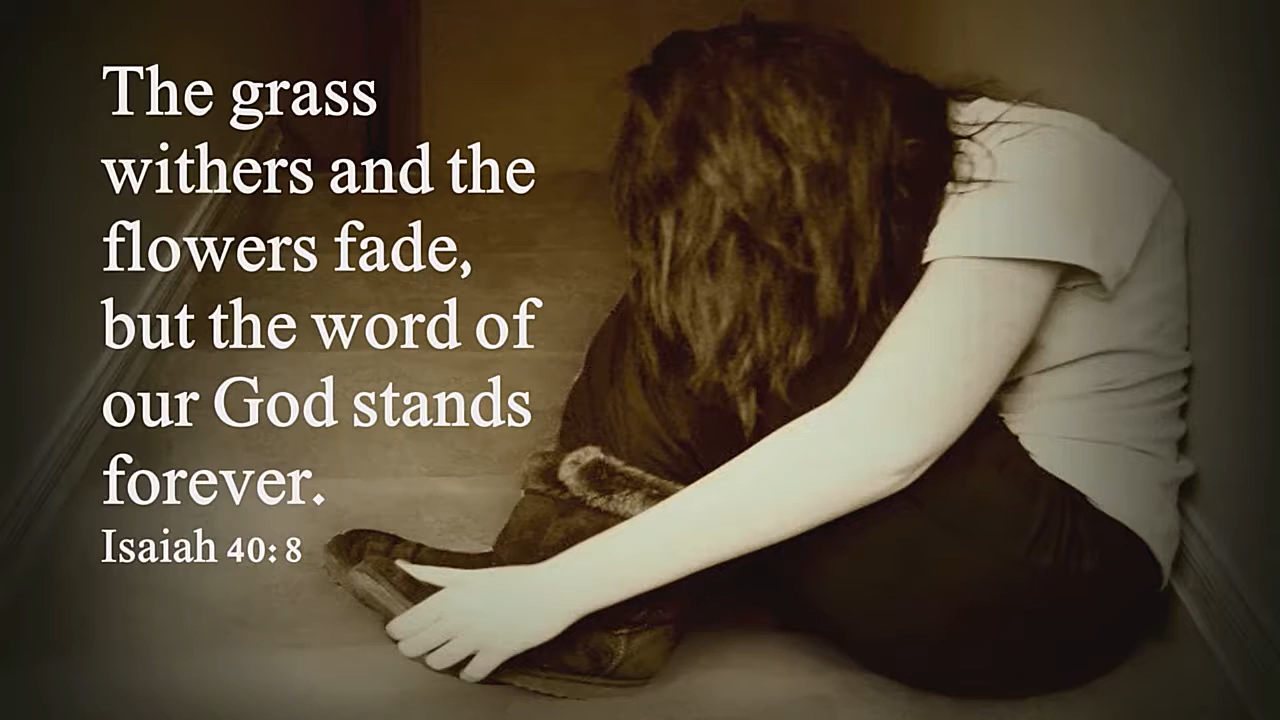 The grass
withers and the
flowers fade,
but the word of
our God stands
forever.
Isaiah 40:8